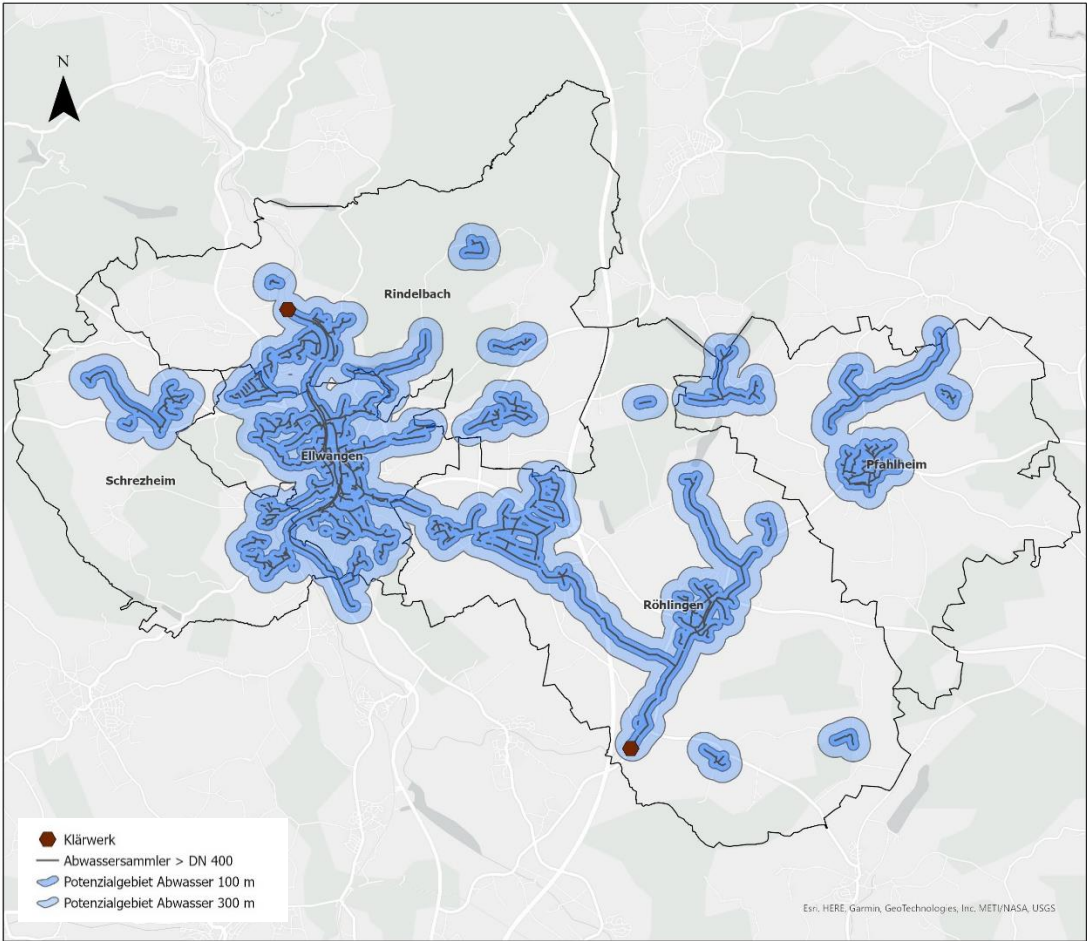 N
Rindelbach
Ellwangen
Schrezheim
Pfahlheim
Röhlingen
Klärwerk
Abwassersammler > DN 400
Potenzialgebiet Abwasser 100 m
Potenzialgebiet Abwasser 300 m
Esri, HERE, Garmin, GeoTechnologies, Inc. METI/NASA, USGS